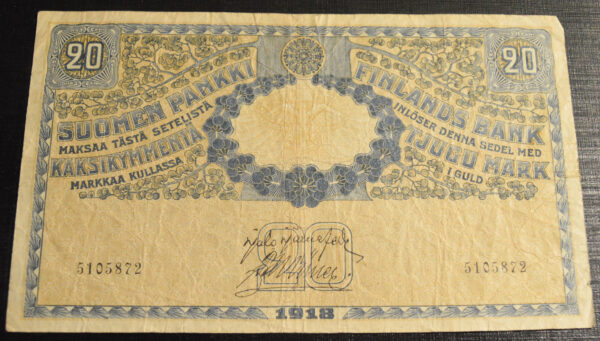 20 20
SUOMEN PANKKI
MAKSAA TÄSTÄ SETELISTÄ
KAKSIKYMMENTÄ
MARKKAA KULLASSA
FINLANDS BANK
INLÖSER DENNA SEDEL MED
TJUGU MARK
I GULD
20
5105872 5105872
1918